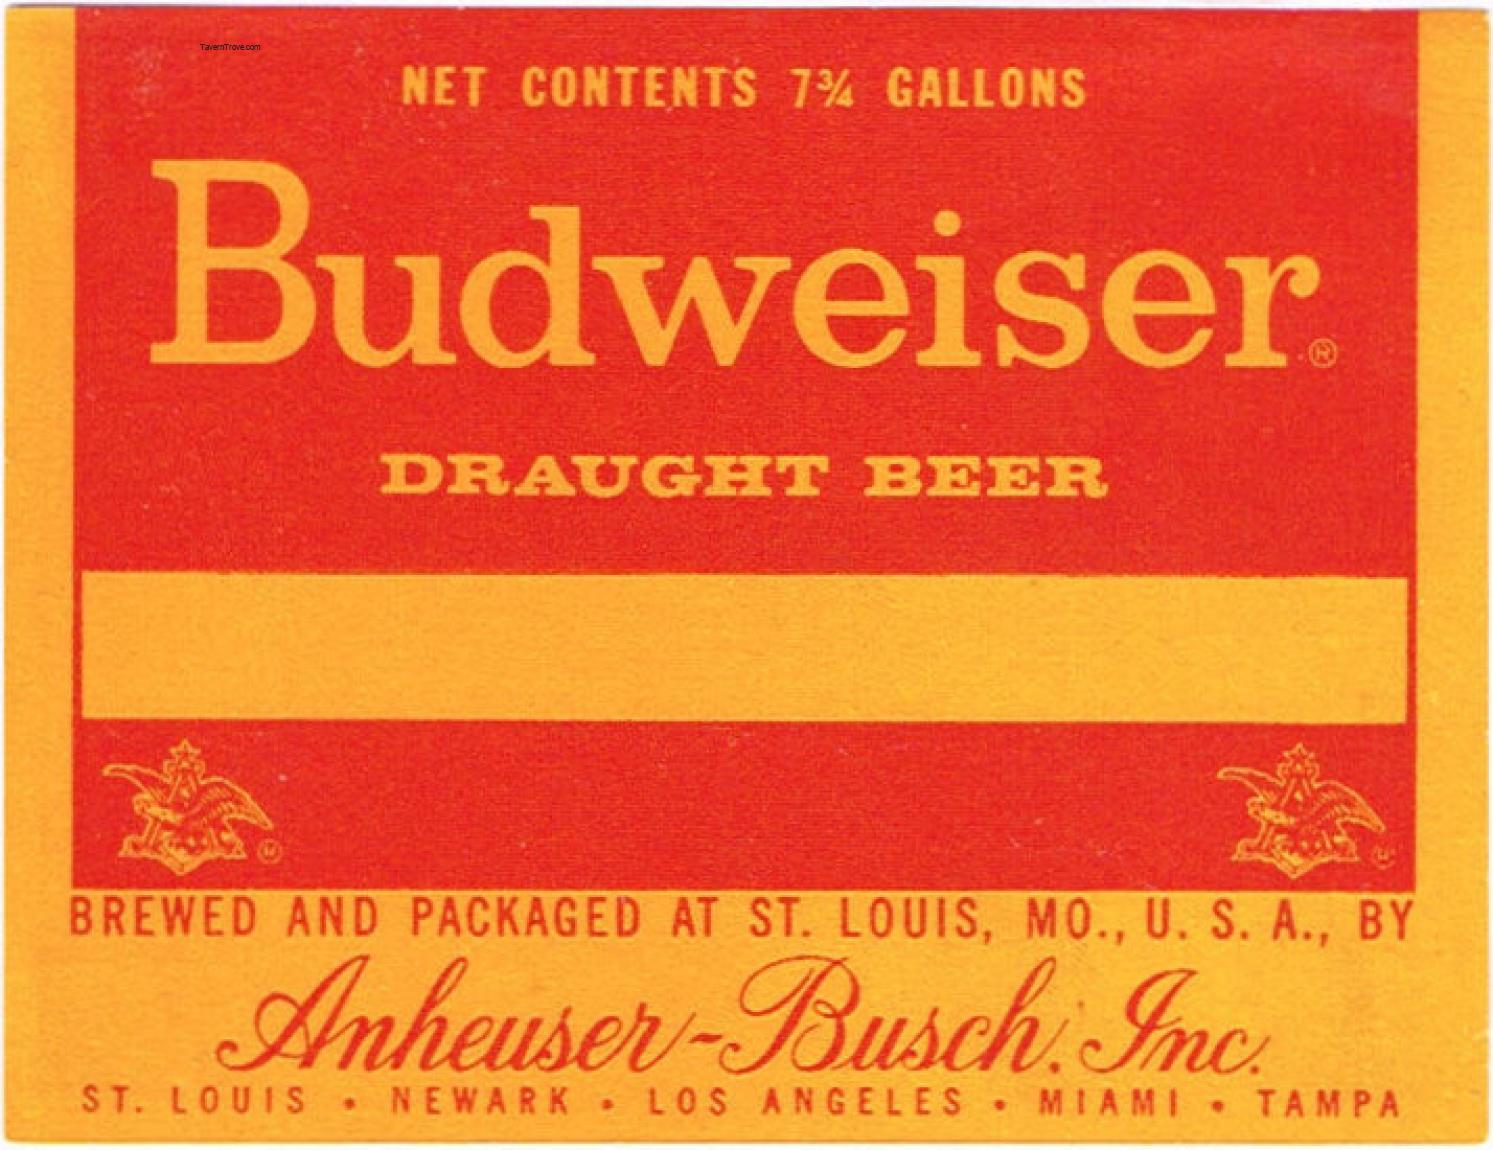 TavernTrove.com
NET CONTENTS 7¾ GALLONS
Budweiser®
DRAUGHT BEER
BREWED AND PACKAGED AT ST. LOUIS, MO., U. S. A., BY
Anheuser-Busch, Inc.
ST. LOUIS • NEWARK • LOS ANGELES • MIAMI • TAMPA